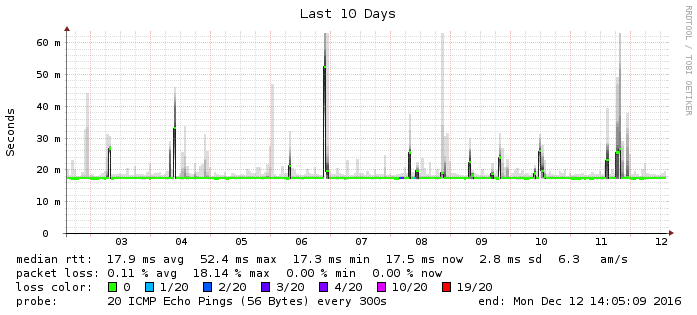 Last 10 Days
RRDTOOL / TOBI OETIKER
Seconds
60 m
50 m
40 m
30 m
20 m
10 m
0
03 04 05 06 07 08 09 10 11 12
median rtt: 17.9 ms avg 52.4 ms max 17.3 ms min 17.5 ms now 2.8 ms sd 6.3 am/s
packet loss: 0.11 % avg 18.14 % max 0.00 % min 0.00 % now
loss color: 0 1/20 2/20 3/20 4/20 10/20 19/20
probe: 20 ICMP Echo Pings (56 Bytes) every 300s end: Mon Dec 12 14:05:09 2016